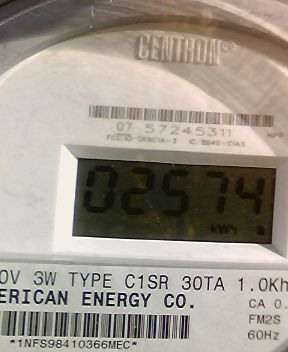 CENTRON®
07 57245311
02574
kWh
0V 3W TYPE C1SR 30TA 1.0Kh
ERICAN ENERGY CO.
CA 0.
FM2S
60Hz
*1NFS98410366MEC*